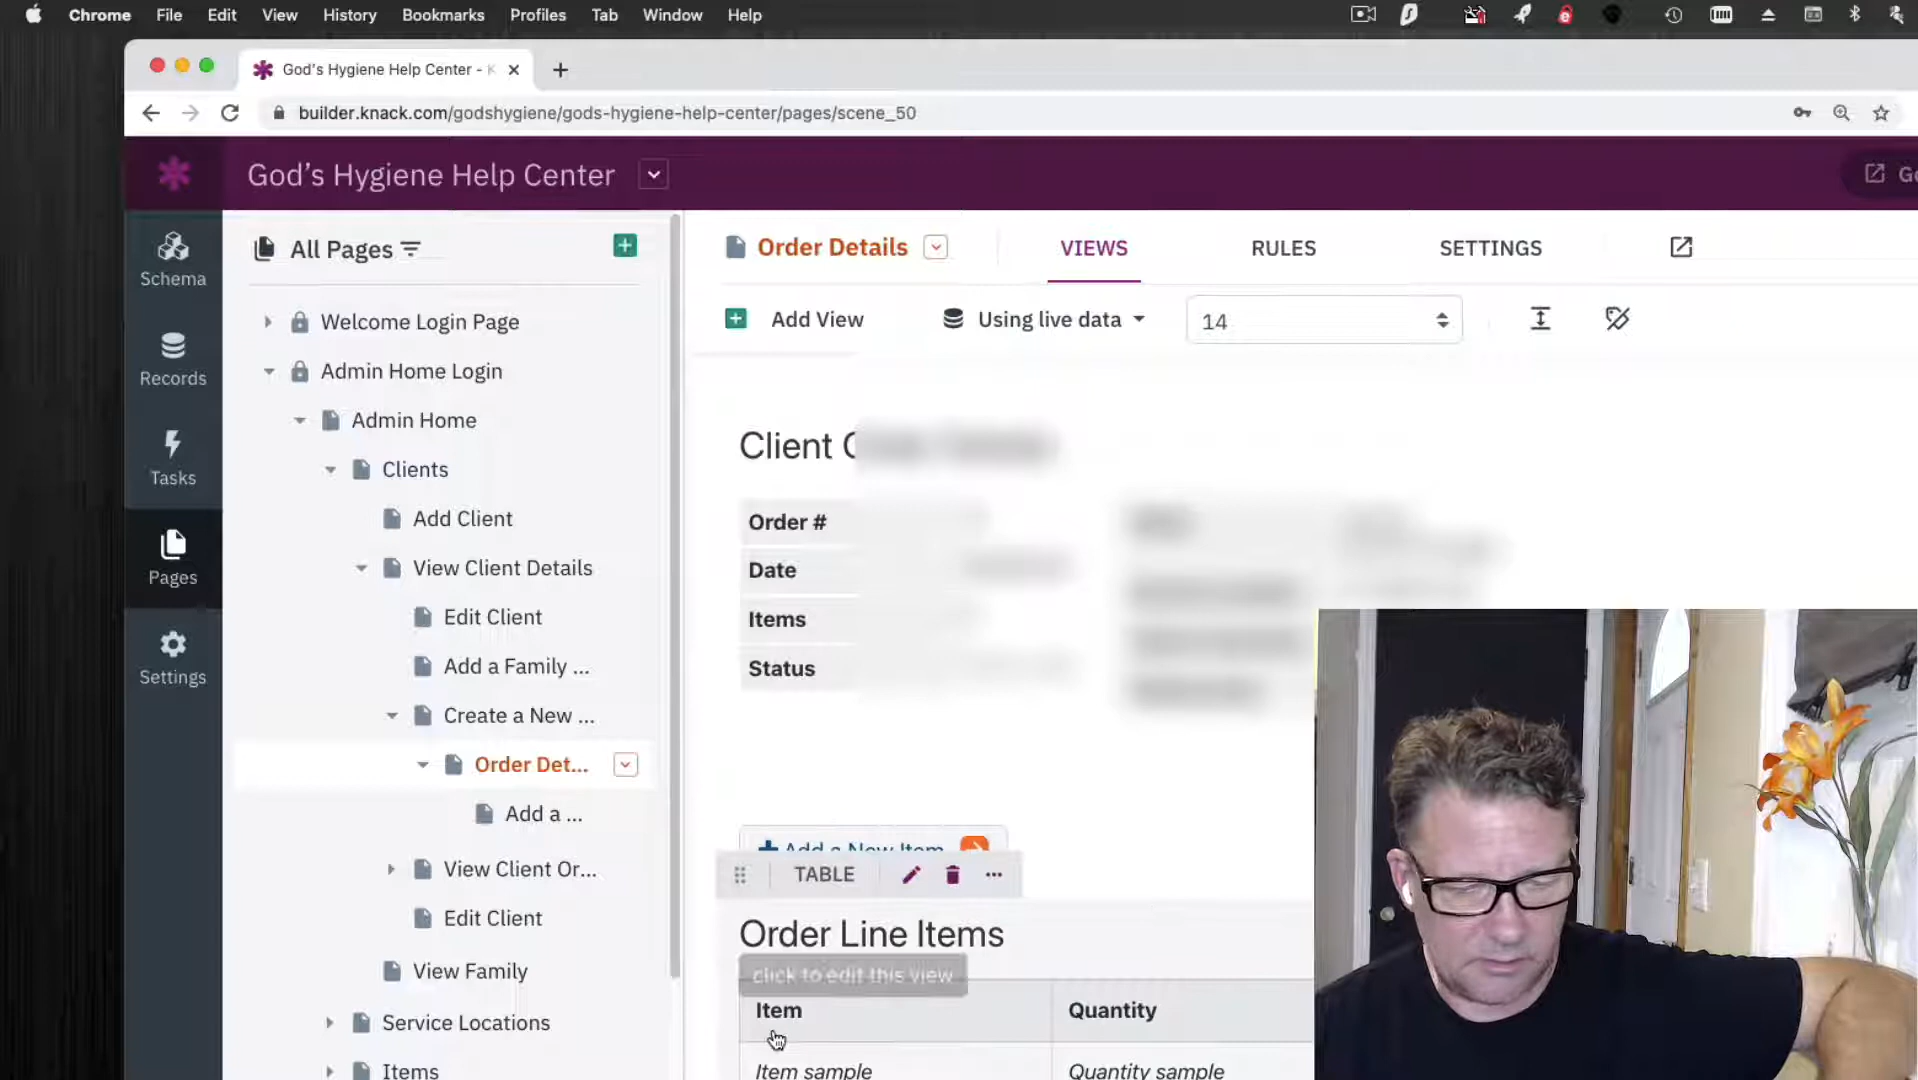 Chrome File Edit View History Bookmarks Profiles Tab Window Help
God's Hygiene Help Center - K
builder.knack.com/godshygiene/gods-hygiene-help-center/pages/scene_50
God's Hygiene Help Center
Schema
Records
Tasks
Pages
Settings
All Pages
Welcome Login Page
Admin Home Login
Admin Home
Clients
Add Client
View Client Details
Edit Client
Add a Family ...
Create a New ...
Order Det...
Add a ...
View Client Or...
Edit Client
View Family
Service Locations
Items
Order Details VIEWS RULES SETTINGS
Add View Using live data 14
Client
Order #
Date
Items
Status
Add a New Item
TABLE
Order Line Items
click to edit this view
Item Quantity
Item sample Quantity sample